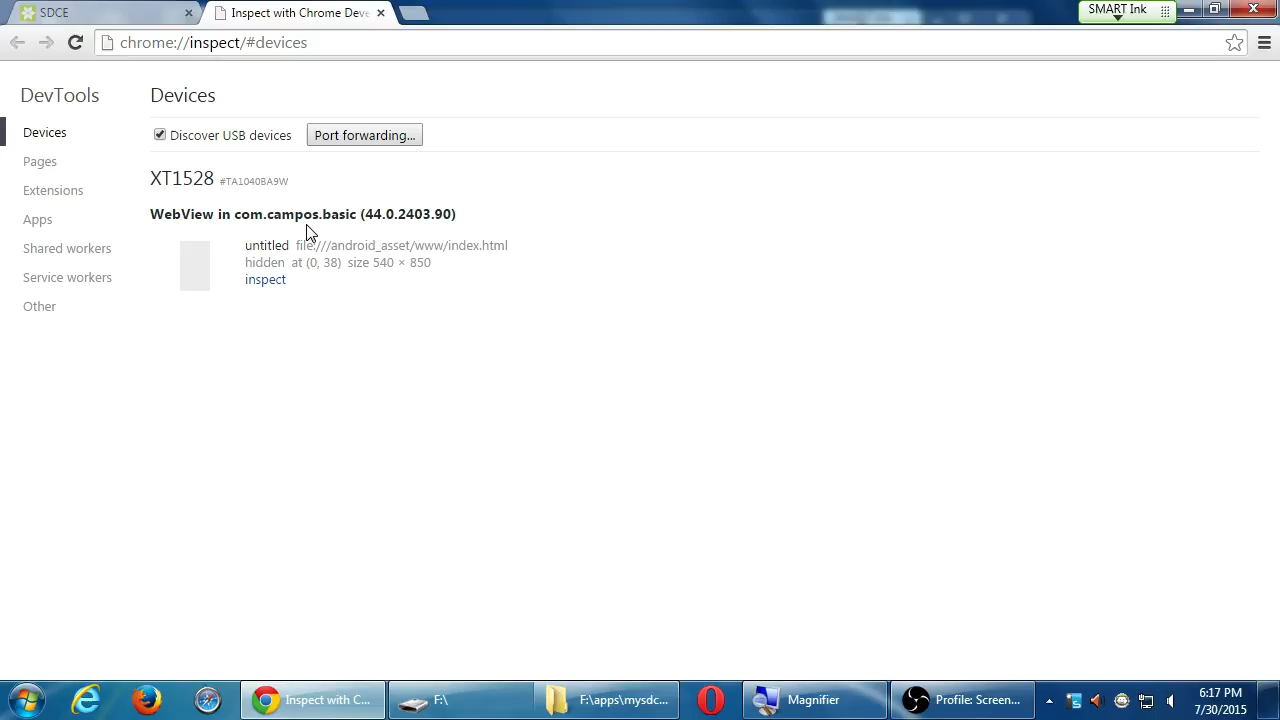 SDCE
Inspect with Chrome Deve
SMART Ink
chrome://inspect/#devices
DevTools
Devices
Pages
Extensions
Apps
Shared workers
Service workers
Other
Devices
Discover USB devices
Port forwarding...
XT1528 #TA1040BA9W
WebView in com.campos.basic (44.0.2403.90)
untitled file:///android_asset/www/index.html
hidden at (0, 38) size 540 × 850
inspect
Inspect with C...
F:\
F:\apps\mysdc...
Magnifier
Profile: Screen...
6:17 PM
7/30/2015